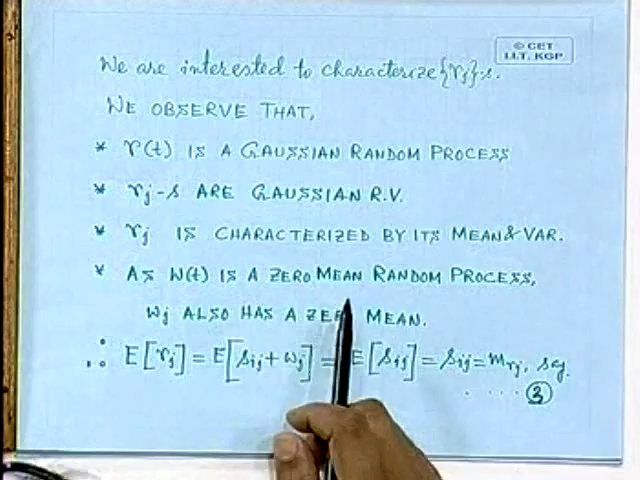 © CET
I.I.T. KGP
We are interested to characterize {rj}-s.
WE OBSERVE THAT,
* r(t) IS A GAUSSIAN RANDOM PROCESS
* rj-s ARE GAUSSIAN R.V.
* rj IS CHARACTERIZED BY ITS MEAN & VAR.
* AS W(t) IS A ZERO MEAN RANDOM PROCESS,
wj ALSO HAS A ZERO MEAN.
∴ E[rj] = E[sij + wj] = E[sij] = sij = mrj, say.
. . . . . 3